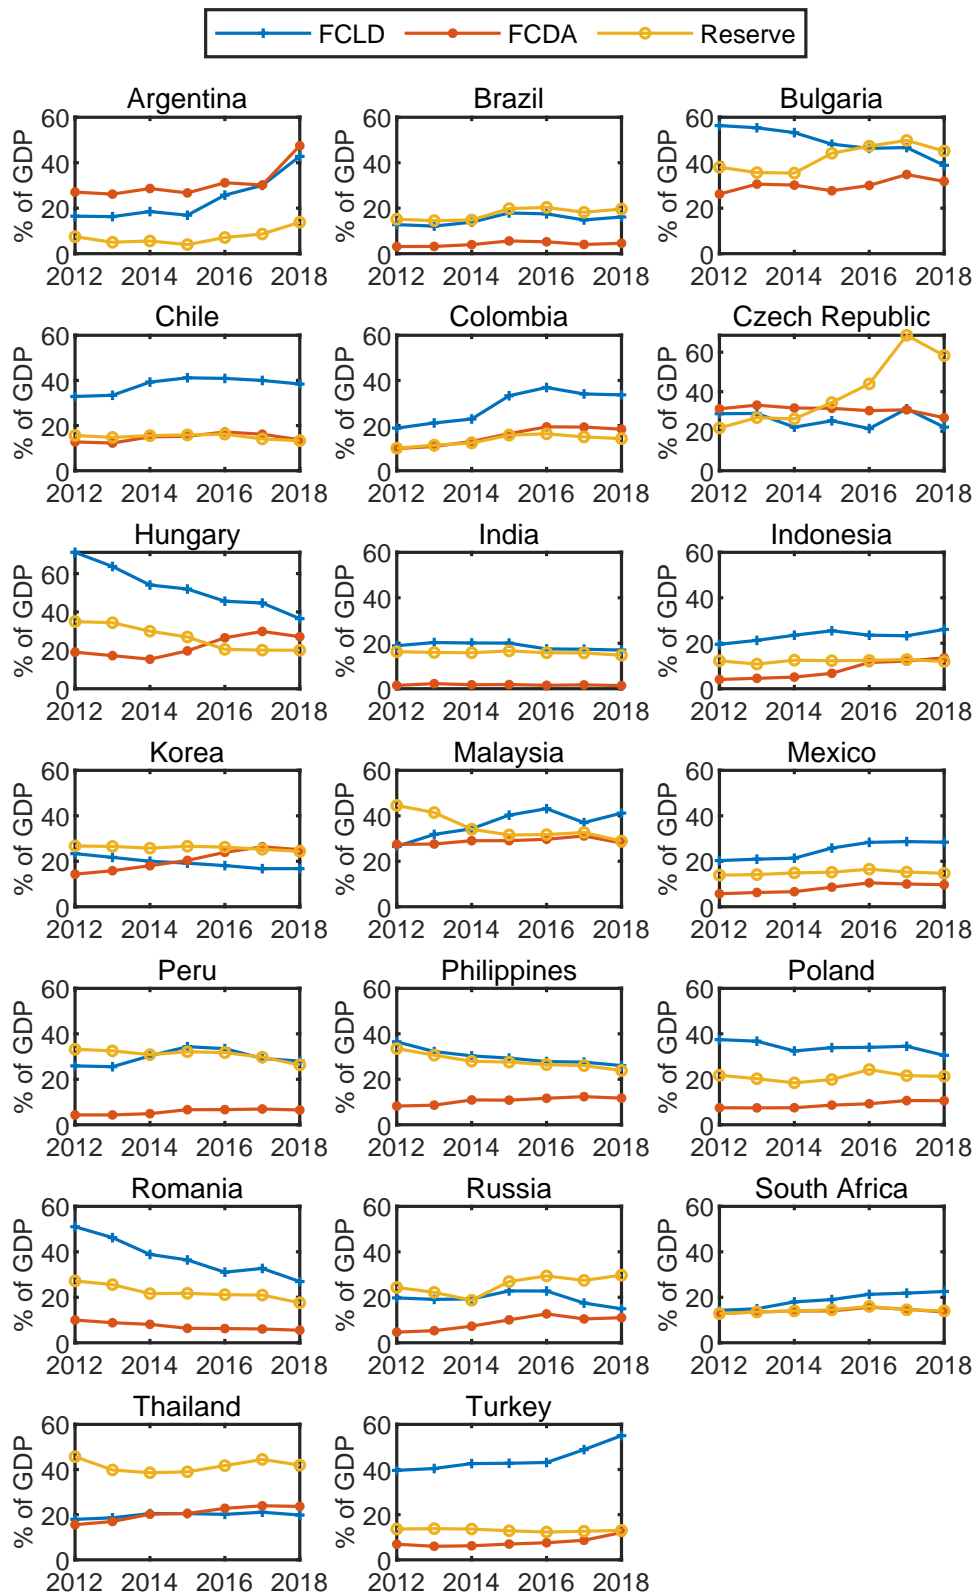 FCLD FCDA Reserve
Argentina Brazil Bulgaria
60 60 60
40 40 40
20 20 20
0 0 0
% of GDP % of GDP % of GDP
2012 2014 2016 2018 2012 2014 2016 2018 2012 2014 2016 2018
Chile Colombia Czech Republic
60 60 60
40 40 40
20 20 20
0 0 0
% of GDP % of GDP % of GDP
2012 2014 2016 2018 2012 2014 2016 2018 2012 2014 2016 2018
Hungary India Indonesia
60 60 60
40 40 40
20 20 20
0 0 0
% of GDP % of GDP % of GDP
2012 2014 2016 2018 2012 2014 2016 2018 2012 2014 2016 2018
Korea Malaysia Mexico
60 60 60
40 40 40
20 20 20
0 0 0
% of GDP % of GDP % of GDP
2012 2014 2016 2018 2012 2014 2016 2018 2012 2014 2016 2018
Peru Philippines Poland
60 60 60
40 40 40
20 20 20
0 0 0
% of GDP % of GDP % of GDP
2012 2014 2016 2018 2012 2014 2016 2018 2012 2014 2016 2018
Romania Russia South Africa
60 60 60
40 40 40
20 20 20
0 0 0
% of GDP % of GDP % of GDP
2012 2014 2016 2018 2012 2014 2016 2018 2012 2014 2016 2018
Thailand Turkey
60 60
40 40
20 20
0 0
% of GDP % of GDP
2012 2014 2016 2018 2012 2014 2016 2018